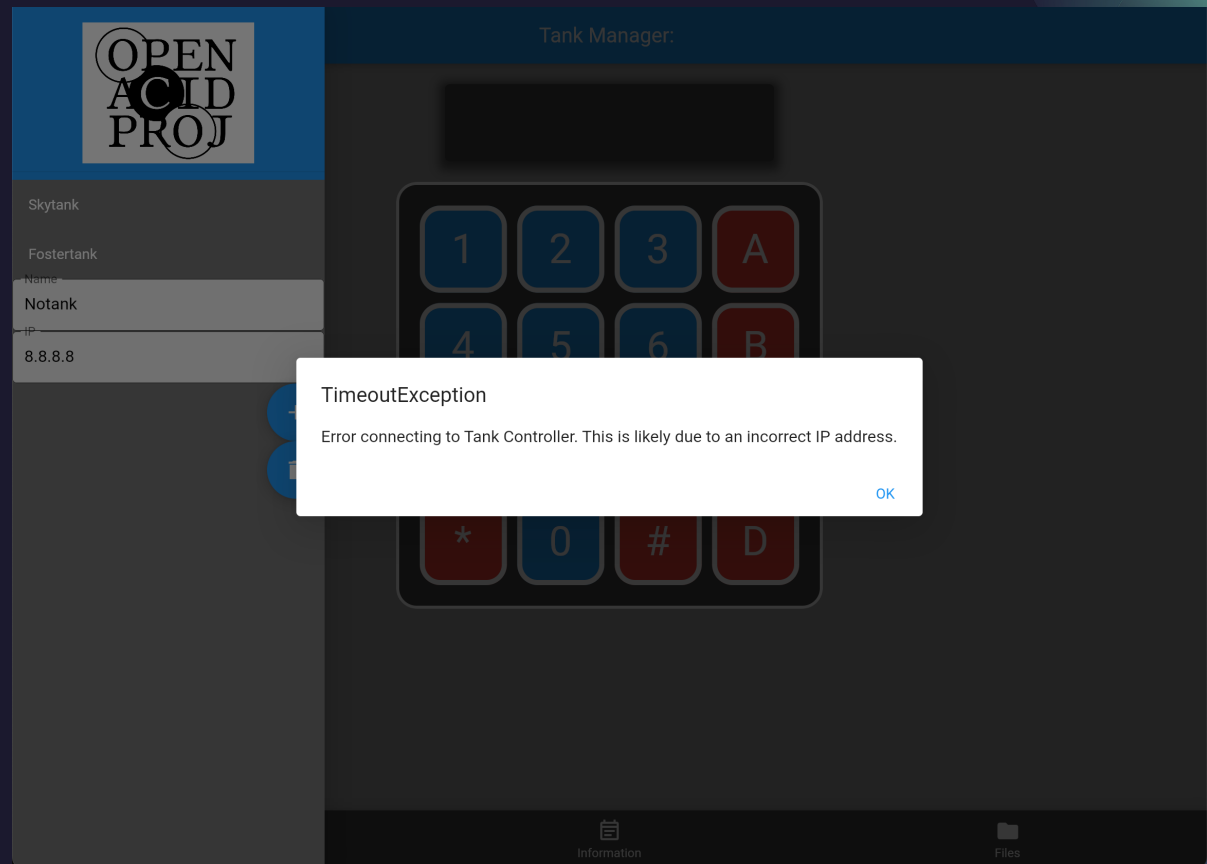 OPEN
ACID
PROJ
Tank Manager:
Skytank
Fostertank
Name
Notank
IP
8.8.8.8
1 2 3 A
4 5 6 B
TimeoutException
Error connecting to Tank Controller. This is likely due to an incorrect IP address.
OK
* 0 # D
Information
Files